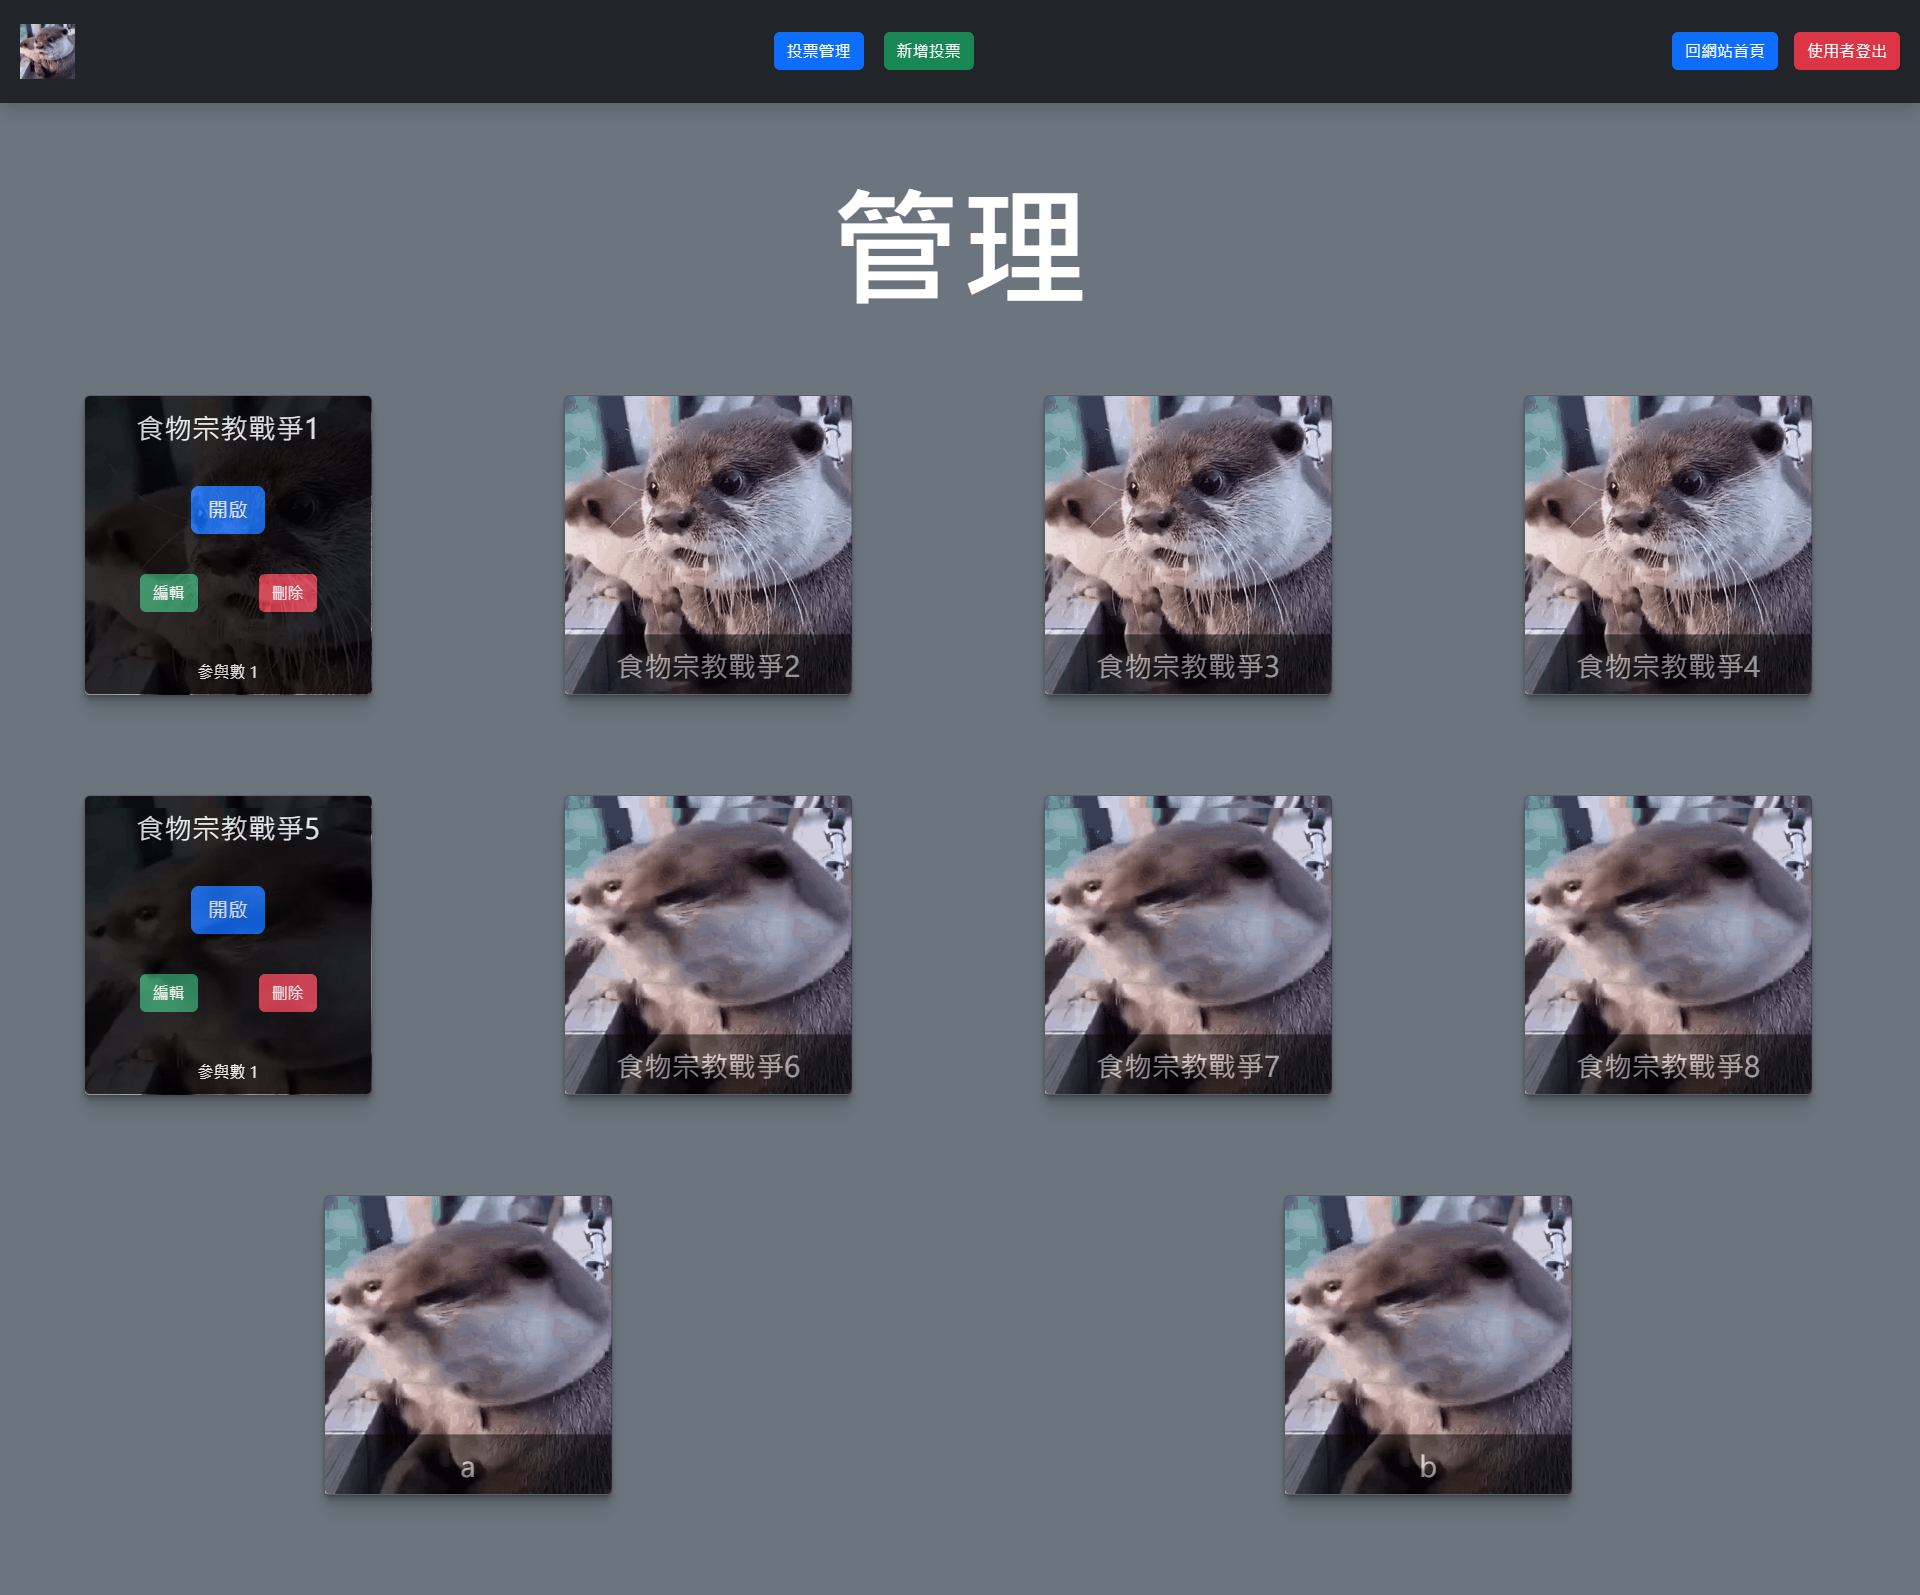 投票管理 新增投票 回網站首頁 使用者登出
管理
食物宗教戰爭1
開啟
編輯 刪除
參與數 1
食物宗教戰爭2
食物宗教戰爭3
食物宗教戰爭4
食物宗教戰爭5
開啟
編輯 刪除
參與數 1
食物宗教戰爭6
食物宗教戰爭7
食物宗教戰爭8
a
b